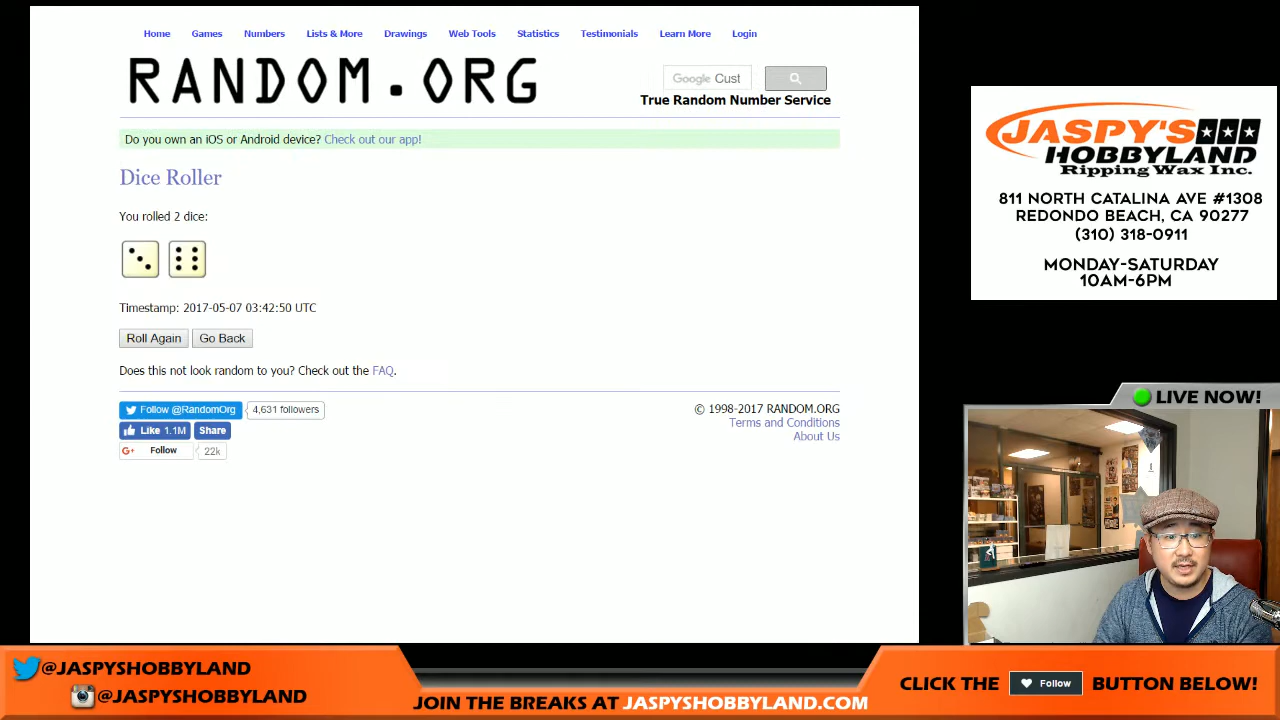 Home Games Numbers Lists & More Drawings Web Tools Statistics Testimonials Learn More Login
RANDOM.ORG
Google Cust
True Random Number Service
Do you own an iOS or Android device? Check out our app!
Dice Roller
You rolled 2 dice:
Timestamp: 2017-05-07 03:42:50 UTC
Roll Again Go Back
Does this not look random to you? Check out the FAQ.
Follow @RandomOrg 4,631 followers
Like 1.1M Share
G+ Follow 22k
© 1998-2017 RANDOM.ORG
Terms and Conditions
About Us
JASPY'S
HOBBYLAND
Ripping Wax Inc.
811 NORTH CATALINA AVE #1308
REDONDO BEACH, CA 90277
(310) 318-0911
MONDAY-SATURDAY
10AM-6PM
LIVE NOW!
@JASPYSHOBBYLAND
@JASPYSHOBBYLAND
JOIN THE BREAKS AT JASPYSHOBBYLAND.COM
CLICK THE Follow BUTTON BELOW!